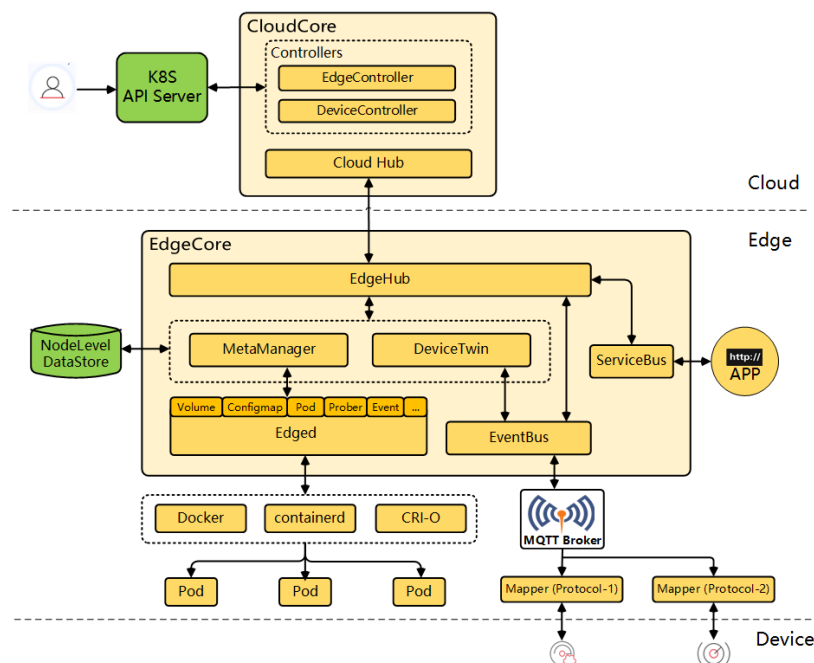 CloudCore
Controllers
EdgeController
DeviceController
K8S
API Server
Cloud Hub
Cloud
Edge
EdgeCore
EdgeHub
NodeLevel
DataStore
MetaManager
DeviceTwin
ServiceBus
http://
APP
Volume
Configmap
Pod
Prober
Event
...
Edged
EventBus
Docker
containerd
CRI-O
MQTT Broker
Pod
Pod
Pod
Mapper (Protocol-1)
Mapper (Protocol-2)
Device